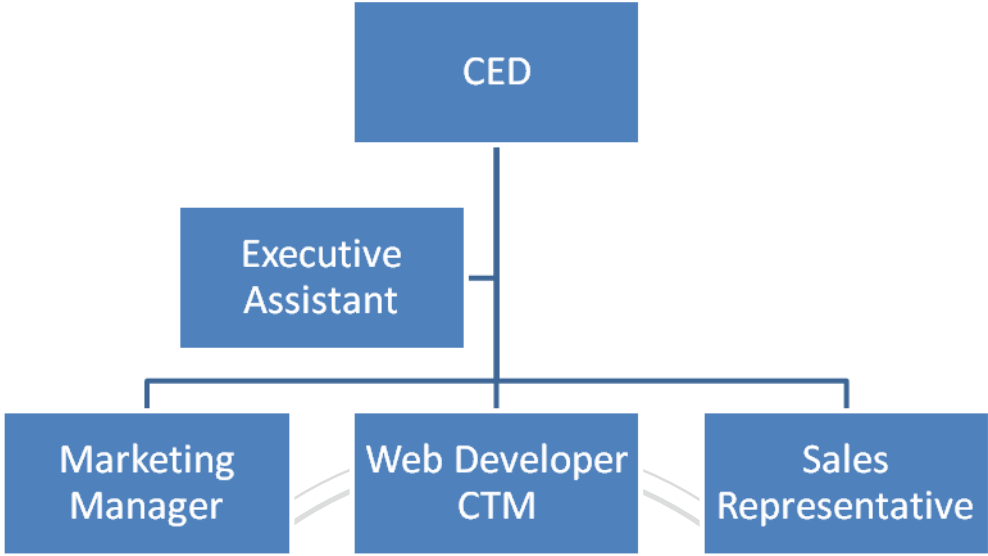 CED
Executive
Assistant
Marketing
Manager
Web Developer
CTM
Sales
Representative